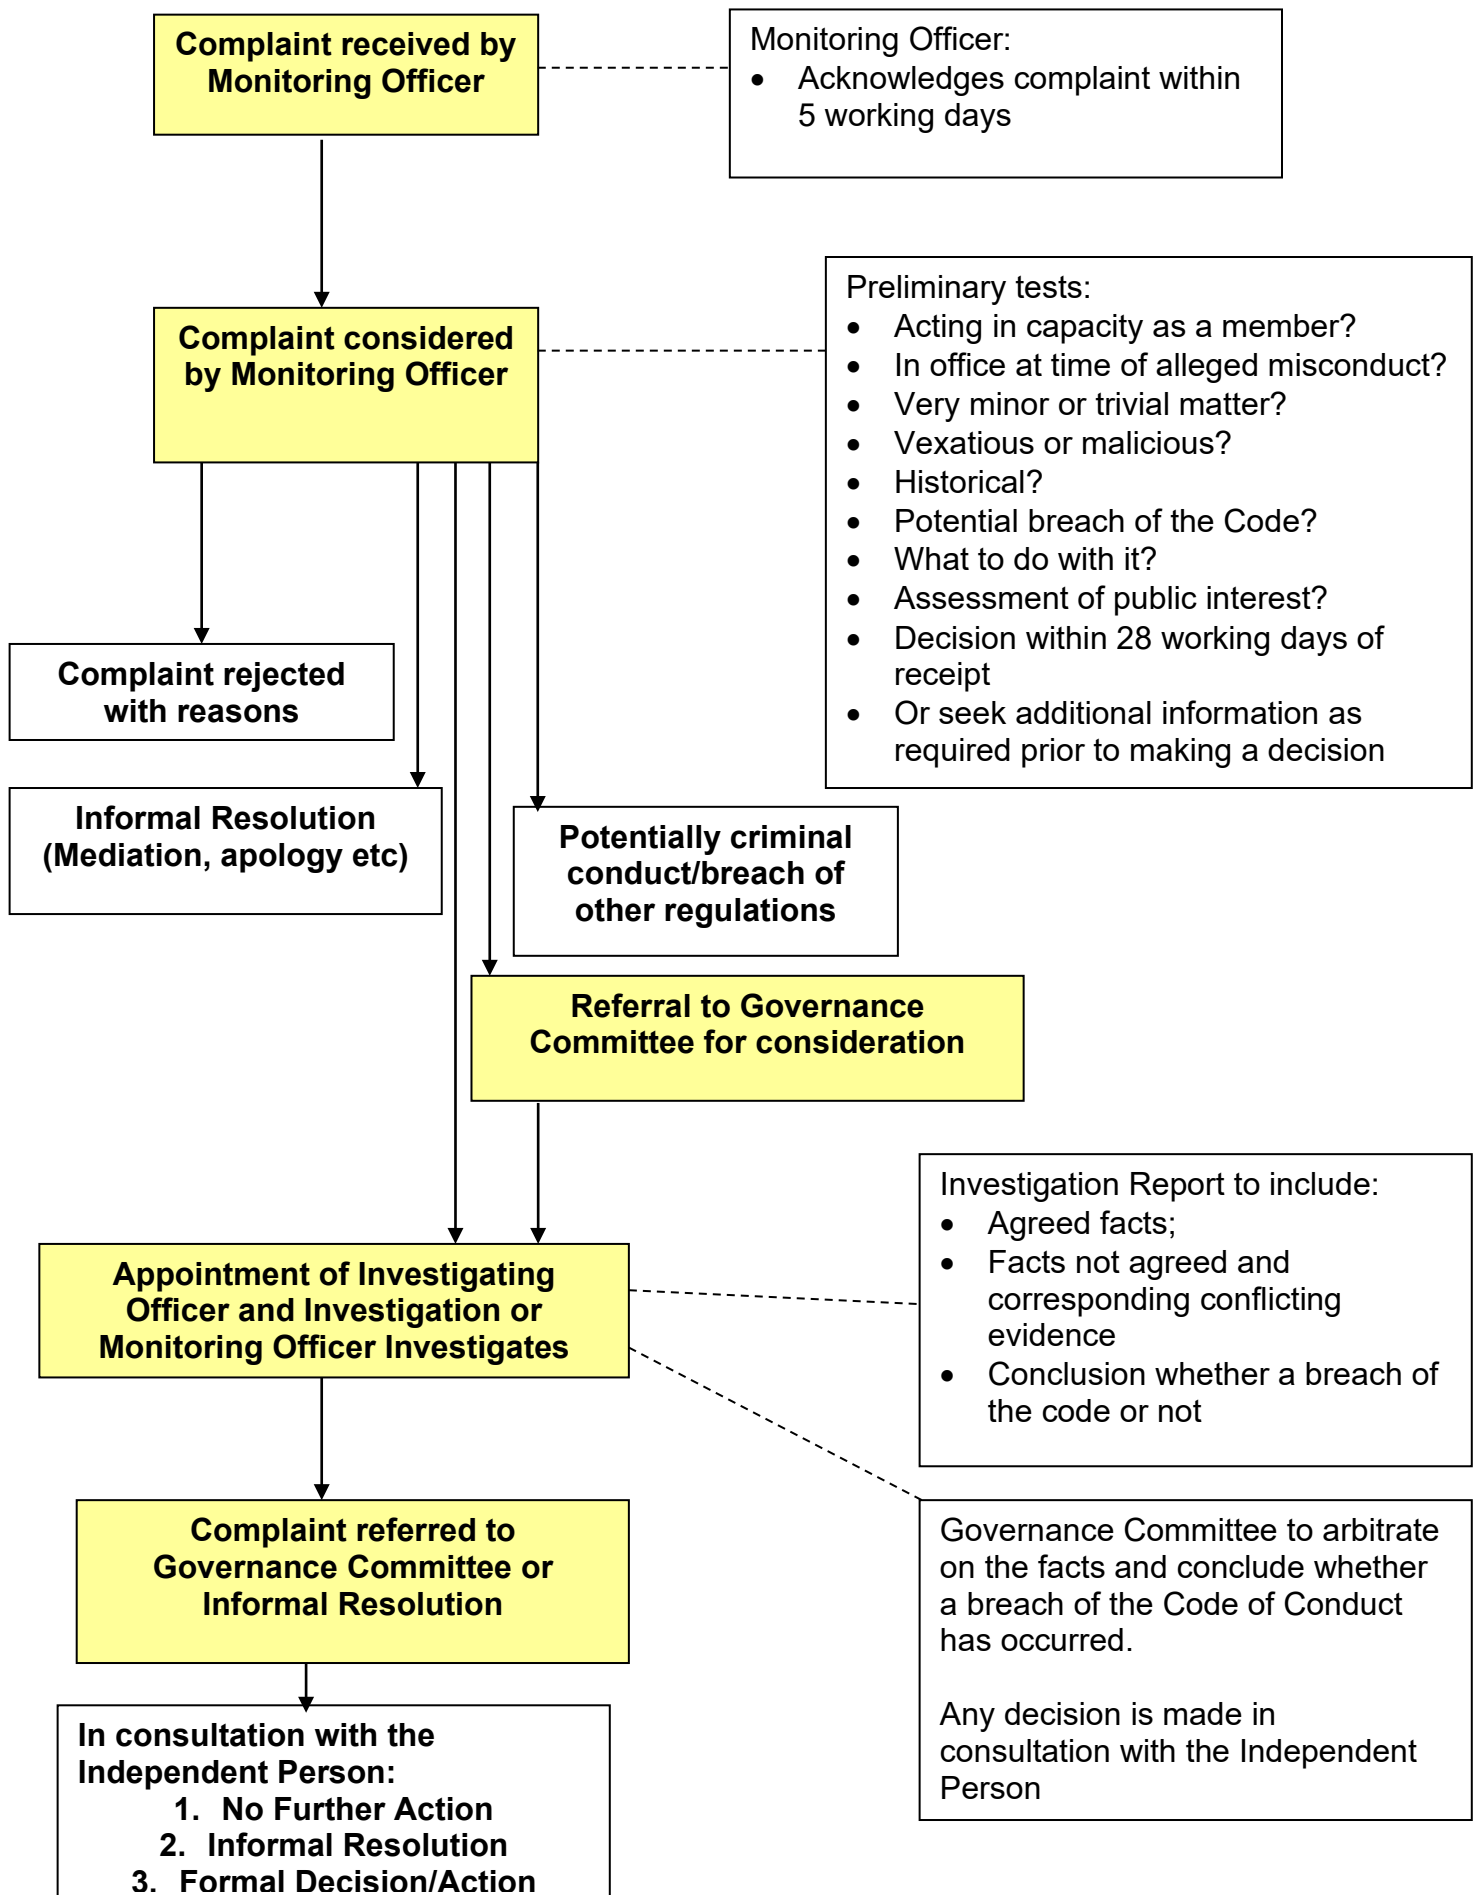 Complaint received by
Monitoring Officer
Monitoring Officer:
• Acknowledges complaint within
5 working days
Complaint considered
by Monitoring Officer
Preliminary tests:
• Acting in capacity as a member?
• In office at time of alleged misconduct?
• Very minor or trivial matter?
• Vexatious or malicious?
• Historical?
• Potential breach of the Code?
• What to do with it?
• Assessment of public interest?
• Decision within 28 working days of
receipt
• Or seek additional information as
required prior to making a decision
Complaint rejected
with reasons
Informal Resolution
(Mediation, apology etc)
Potentially criminal
conduct/breach of
other regulations
Referral to Governance
Committee for consideration
Appointment of Investigating
Officer and Investigation or
Monitoring Officer Investigates
Investigation Report to include:
• Agreed facts;
• Facts not agreed and
corresponding conflicting
evidence
• Conclusion whether a breach of
the code or not
Complaint referred to
Governance Committee or
Informal Resolution
Governance Committee to arbitrate
on the facts and conclude whether
a breach of the Code of Conduct
has occurred.
Any decision is made in
consultation with the Independent
Person
In consultation with the
Independent Person:
1. No Further Action
2. Informal Resolution
3. Formal Decision/Action